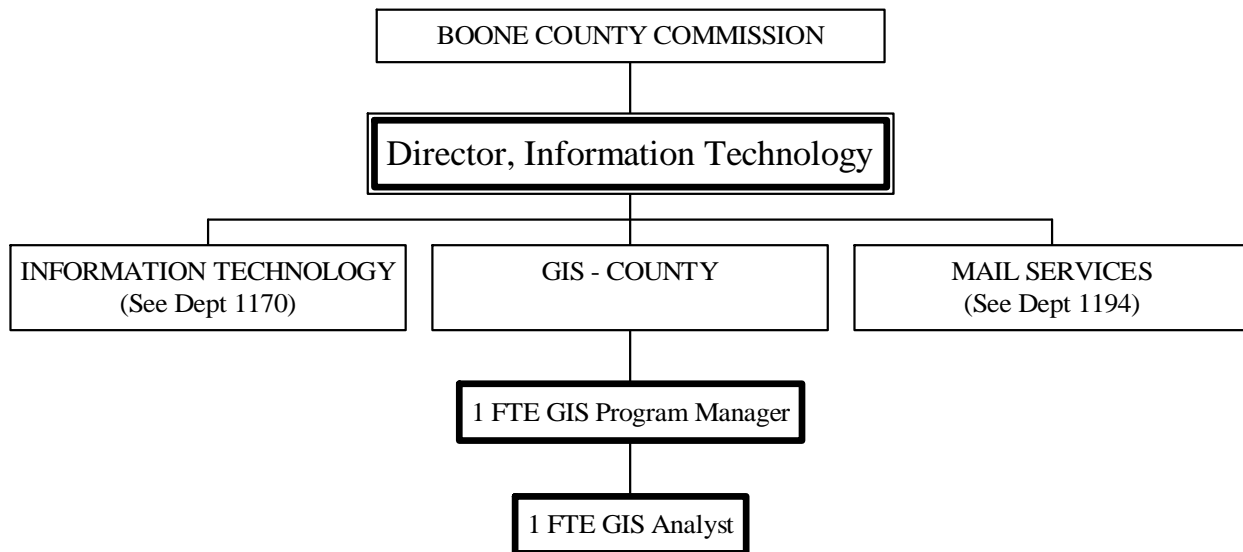 BOONE COUNTY COMMISSION
Director, Information Technology
INFORMATION TECHNOLOGY
(See Dept 1170)
GIS - COUNTY
MAIL SERVICES
(See Dept 1194)
1 FTE GIS Program Manager
1 FTE GIS Analyst